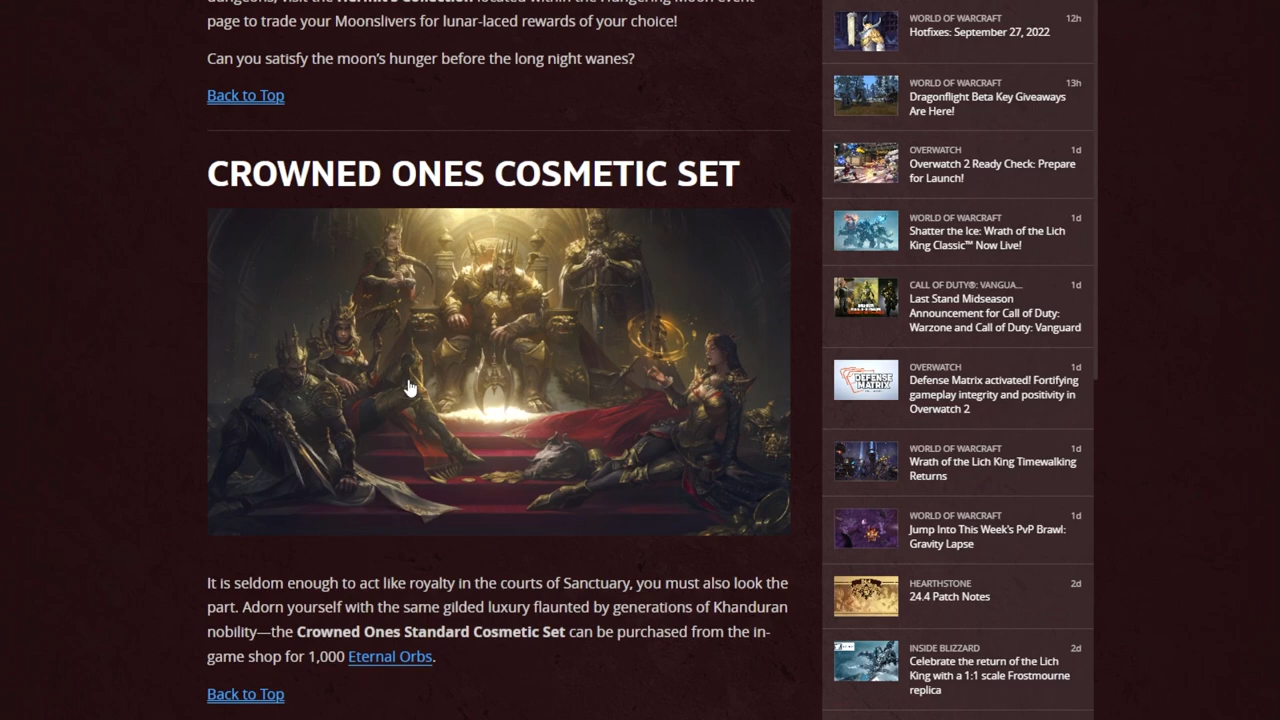 page to trade your Moonslivers for lunar-laced rewards of your choice!
Can you satisfy the moon's hunger before the long night wanes?
Back to Top
CROWNED ONES COSMETIC SET
It is seldom enough to act like royalty in the courts of Sanctuary, you must also look the
part. Adorn yourself with the same gilded luxury flaunted by generations of Khanduran
nobility—the Crowned Ones Standard Cosmetic Set can be purchased from the in-
game shop for 1,000 Eternal Orbs.
Back to Top
WORLD OF WARCRAFT 12h
Hotfixes: September 27, 2022
WORLD OF WARCRAFT 13h
Dragonflight Beta Key Giveaways
Are Here!
OVERWATCH 1d
Overwatch 2 Ready Check: Prepare
for Launch!
WORLD OF WARCRAFT 1d
Shatter the Ice: Wrath of the Lich
King Classic™ Now Live!
CALL OF DUTY®: VANGUA... 1d
Last Stand Midseason
Announcement for Call of Duty:
Warzone and Call of Duty: Vanguard
OVERWATCH 1d
DEFENSE
MATRIX
Defense Matrix activated! Fortifying
gameplay integrity and positivity in
Overwatch 2
WORLD OF WARCRAFT 1d
Wrath of the Lich King Timewalking
Returns
WORLD OF WARCRAFT 1d
Jump Into This Week's PvP Brawl:
Gravity Lapse
HEARTHSTONE 2d
24.4 Patch Notes
INSIDE BLIZZARD 2d
Celebrate the return of the Lich
King with a 1:1 scale Frostmourne
replica